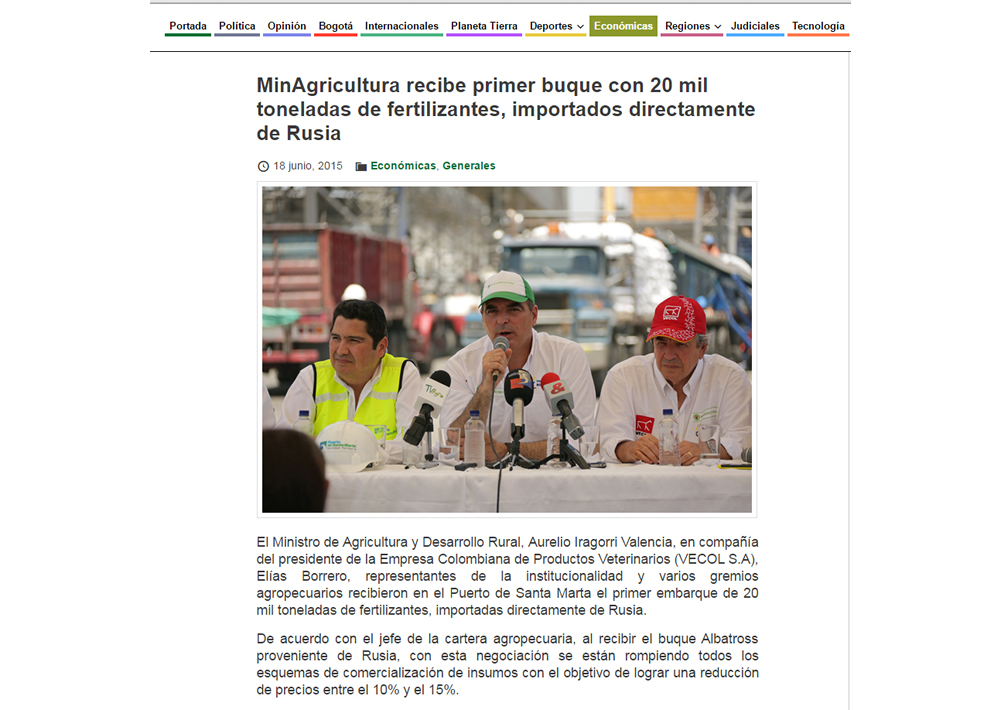 Portada Política Opinión Bogotá Internacionales Planeta Tierra Deportes Económicas Regiones Judiciales Tecnología
MinAgricultura recibe primer buque con 20 mil
toneladas de fertilizantes, importados directamente
de Rusia
18 junio, 2015 Económicas, Generales
VECOL
El Ministro de Agricultura y Desarrollo Rural, Aurelio Iragorri Valencia, en compañía
del presidente de la Empresa Colombiana de Productos Veterinarios (VECOL S.A),
Elías Borrero, representantes de la institucionalidad y varios gremios
agropecuarios recibieron en el Puerto de Santa Marta el primer embarque de 20
mil toneladas de fertilizantes, importadas directamente de Rusia.
De acuerdo con el jefe de la cartera agropecuaria, al recibir el buque Albatross
proveniente de Rusia, con esta negociación se están rompiendo todos los
esquemas de comercialización de insumos con el objetivo de lograr una reducción
de precios entre el 10% y el 15%.